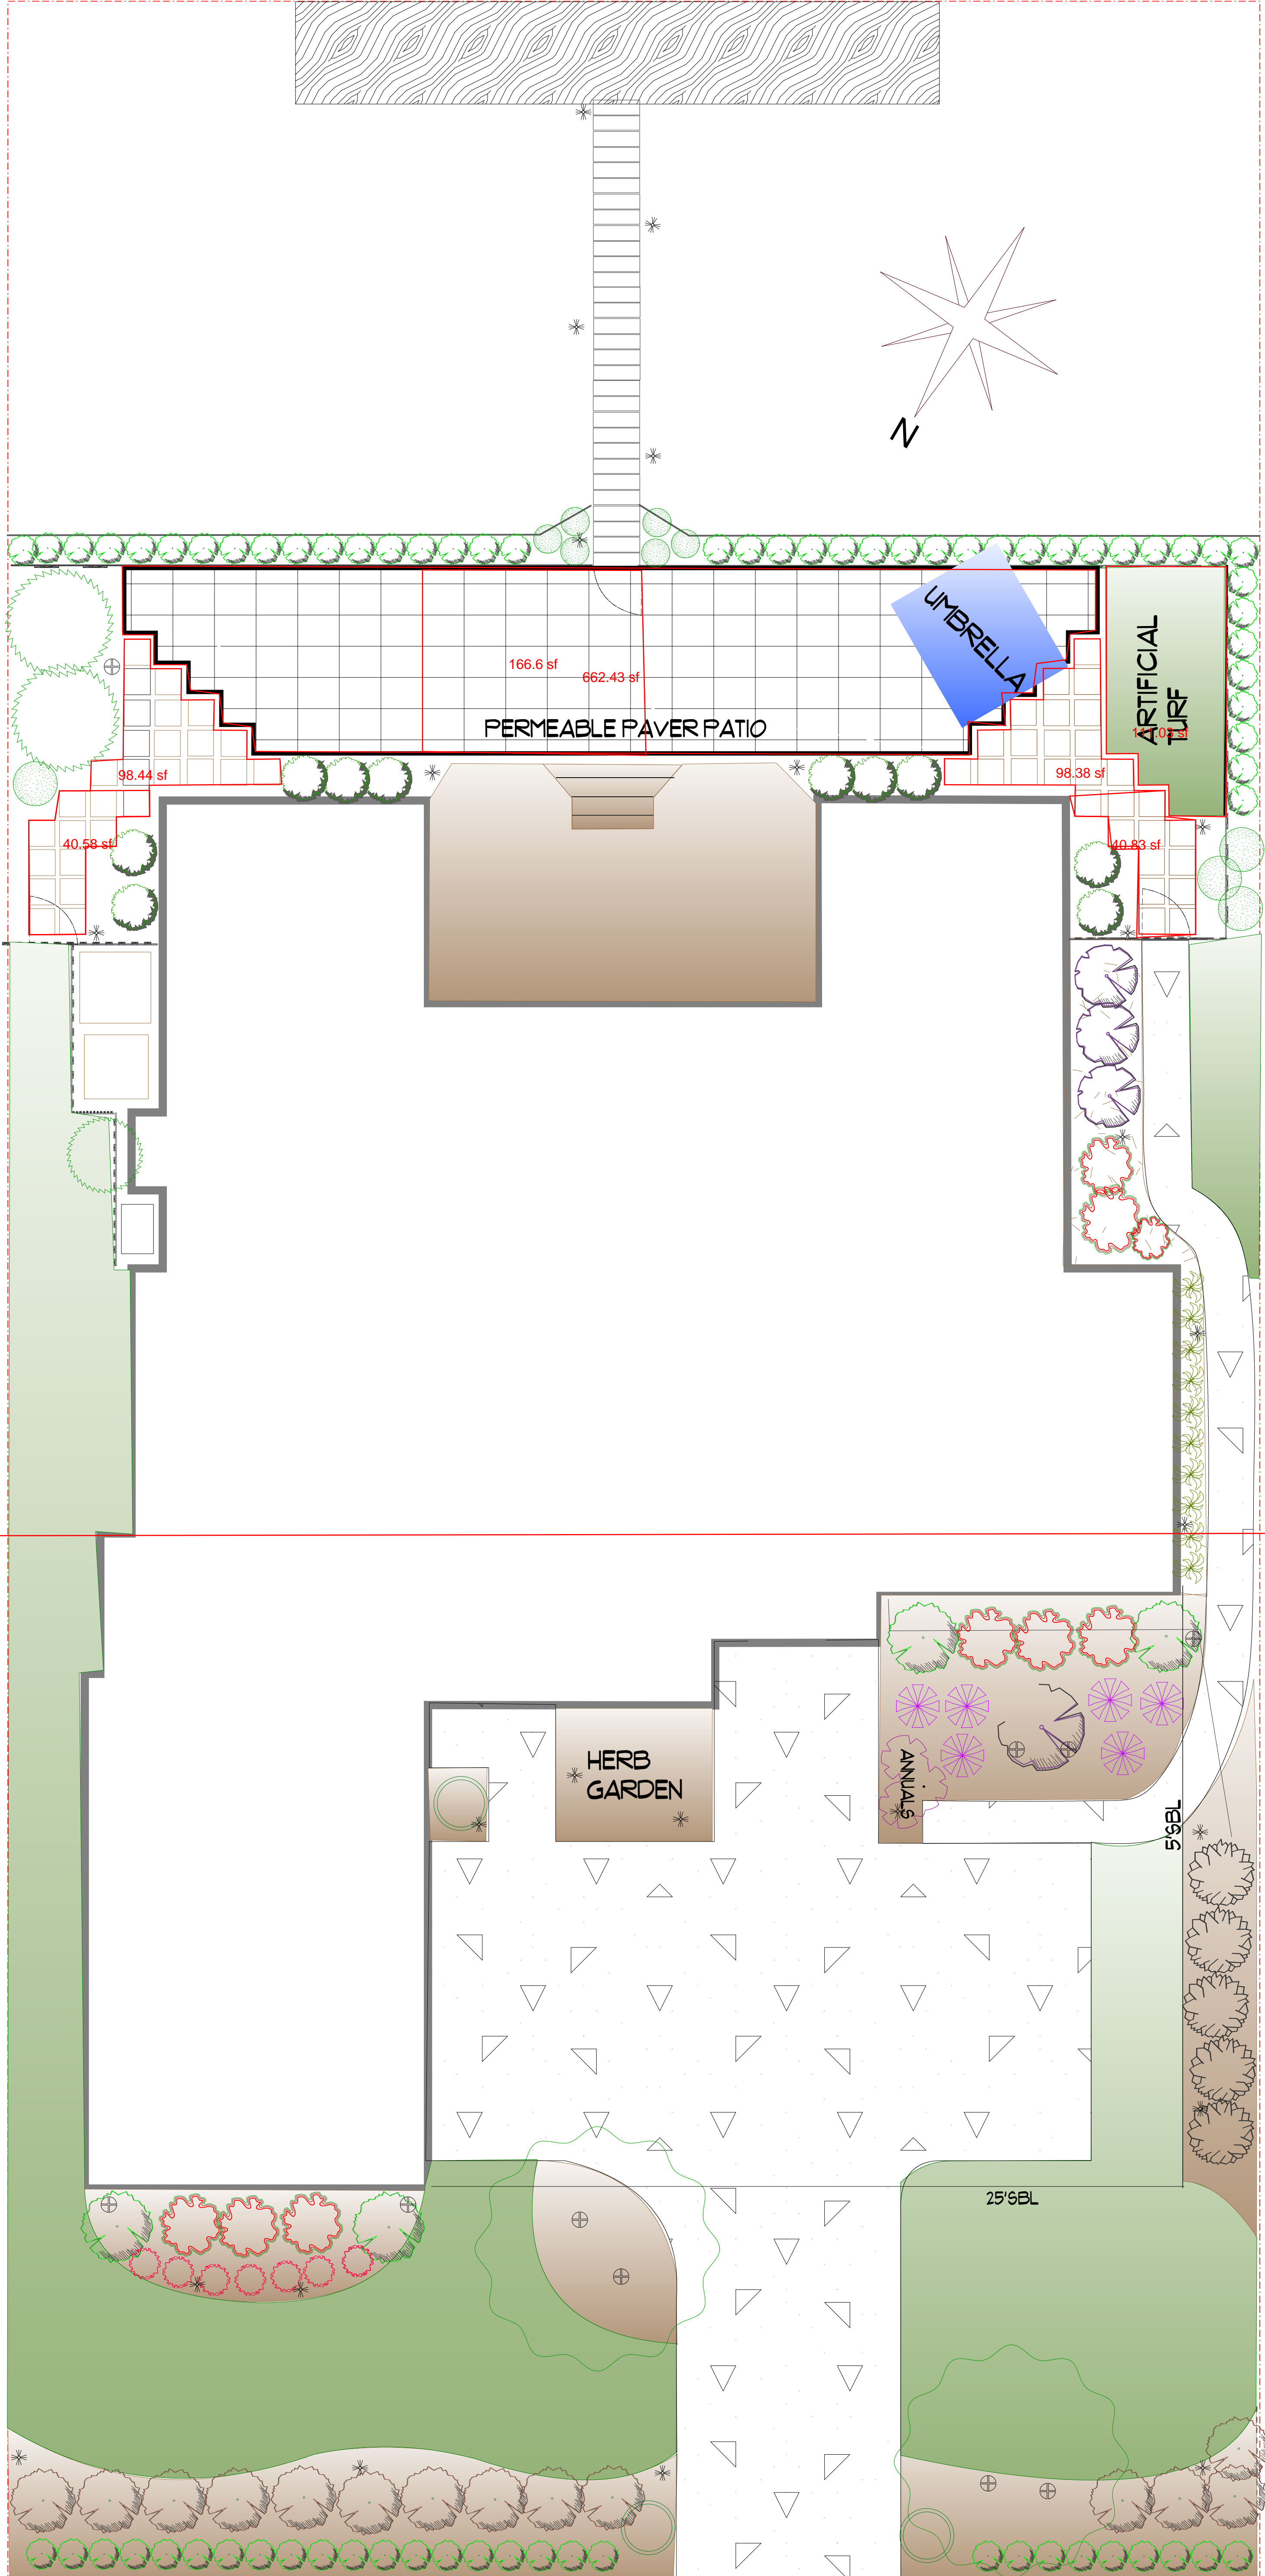 N
UMBRELLA
ARTIFICIAL
TURF
166.6 sf
662.43 sf
PERMEABLE PAVER PATIO
98.44 sf
98.38 sf
40.58 sf
40.83 sf
HERB
GARDEN
ANNUALS
5'SBL
25'SBL